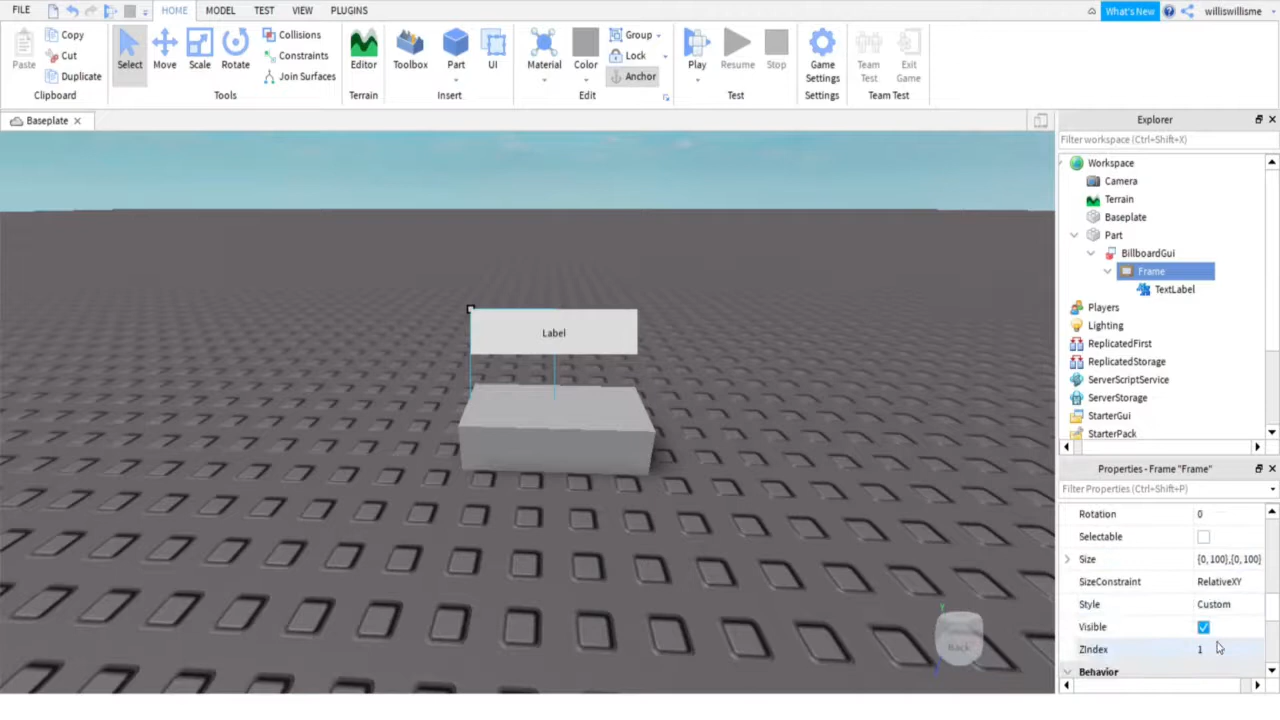 FILE HOME MODEL TEST VIEW PLUGINS What's New williswillisme
Paste Copy Cut Duplicate Select Move Scale Rotate Collisions Constraints Join Surfaces Editor Toolbox Part UI Material Color Group Lock Anchor Play Resume Stop Game Settings Team Test Exit Game
Clipboard Tools Terrain Insert Edit Test Settings Team Test
Baseplate
Label
Back
Explorer
Filter workspace (Ctrl+Shift+X)
Workspace
Camera
Terrain
Baseplate
Part
BillboardGui
Frame
TextLabel
Players
Lighting
ReplicatedFirst
ReplicatedStorage
ServerScriptService
ServerStorage
StarterGui
StarterPack
Properties - Frame "Frame"
Filter Properties (Ctrl+Shift+P)
Rotation 0
Selectable
Size {0, 100},{0, 100}
SizeConstraint RelativeXY
Style Custom
Visible
ZIndex 1
Behavior